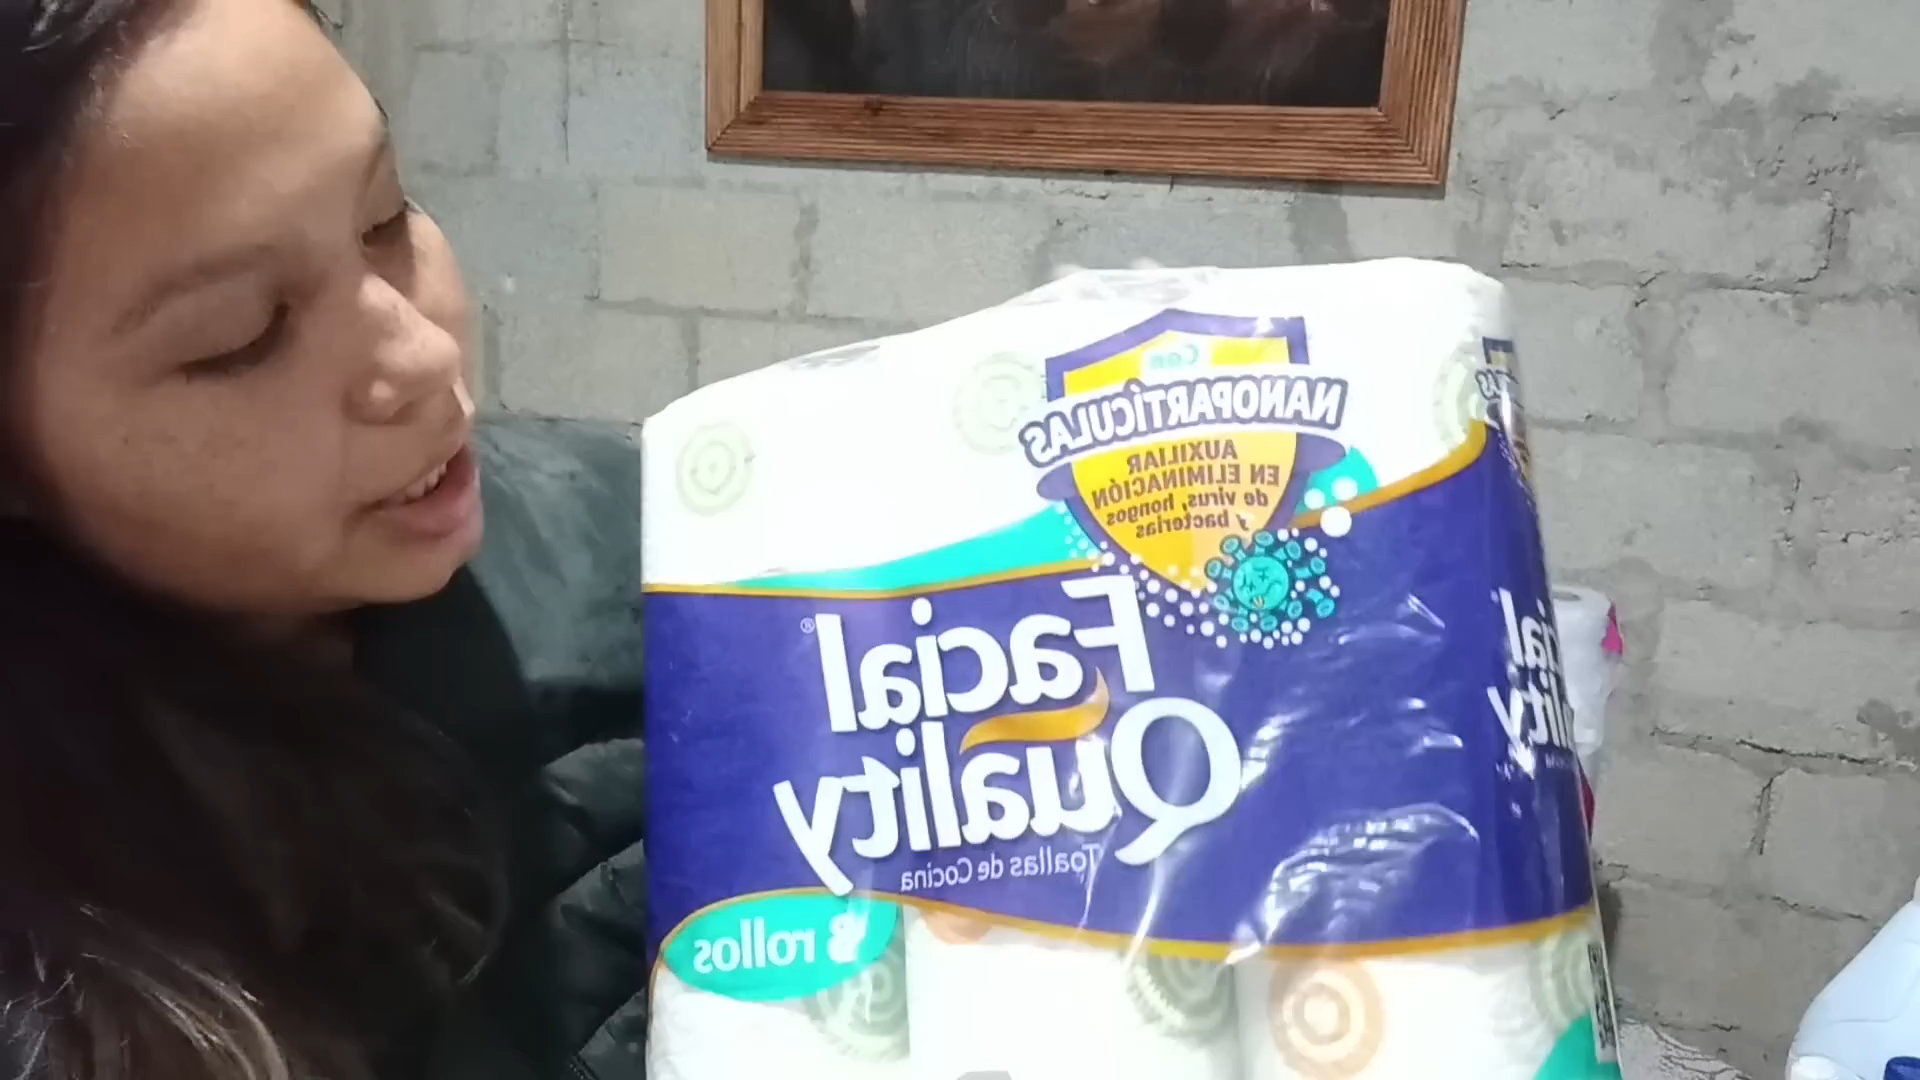 Con
NANOPARTÍCULAS
AUXILIAR
EN ELIMINACIÓN
de virus, hongos
y bacterias
Facial®
Quality
Toallas de Cocina
rollos